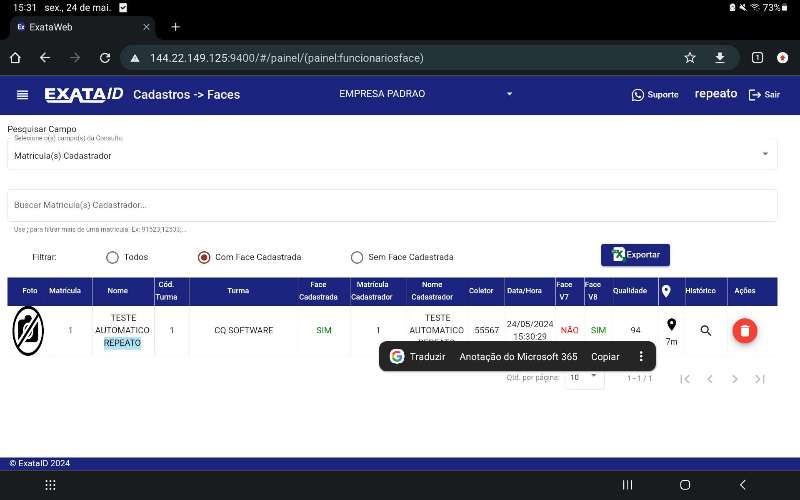 15:31 sex., 24 de mai. 73%
Ex ExataWeb
144.22.149.125:9400/#/painel/(painel:funcionariosface) 1
EXATAID Cadastros -> Faces EMPRESA PADRAO Suporte repeato Sair
Pesquisar Campo
Selecione o(s) campo(s) da Consulta
Matricula(s) Cadastrador
Buscar Matricula(s) Cadastrador...
Use ; para filtrar mais de uma matricula. Ex: 91523;12535;...
Filtrar: Todos Com Face Cadastrada Sem Face Cadastrada Exportar
Foto Matrícula Nome Cód. Turma Turma Face Cadastrada Matrícula Cadastrador Nome Cadastrador Coletor Data/Hora Face V7 Face V8 Qualidade Histórico Ações
1 TESTE AUTOMATICO REPEATO 1 CQ SOFTWARE SIM 1 TESTE AUTOMATICO REPEATO 55567 24/05/2024 15:30:29 NÃO SIM 94 7m
Traduzir Anotação do Microsoft 365 Copiar
Qtd. por página: 10 1 - 1 / 1
© ExataID 2024